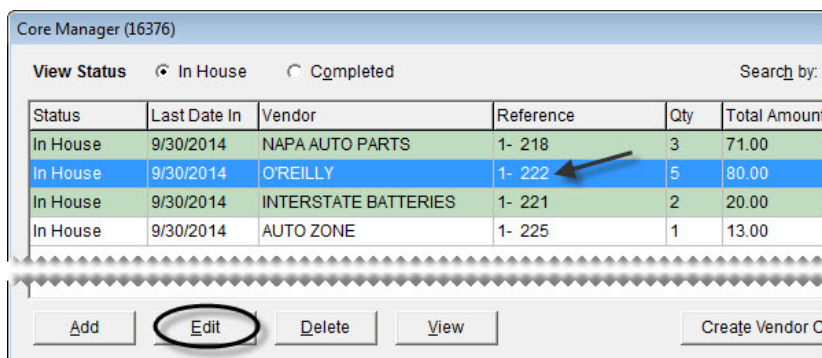 Core Manager (16376)
View Status In House Completed Search by:
Status Last Date In Vendor Reference Qty Total Amount
In House 9/30/2014 NAPA AUTO PARTS 1- 218 3 71.00
In House 9/30/2014 O'REILLY 1- 222 5 80.00
In House 9/30/2014 INTERSTATE BATTERIES 1- 221 2 20.00
In House 9/30/2014 AUTO ZONE 1- 225 1 13.00
Add Edit Delete View Create Vendor